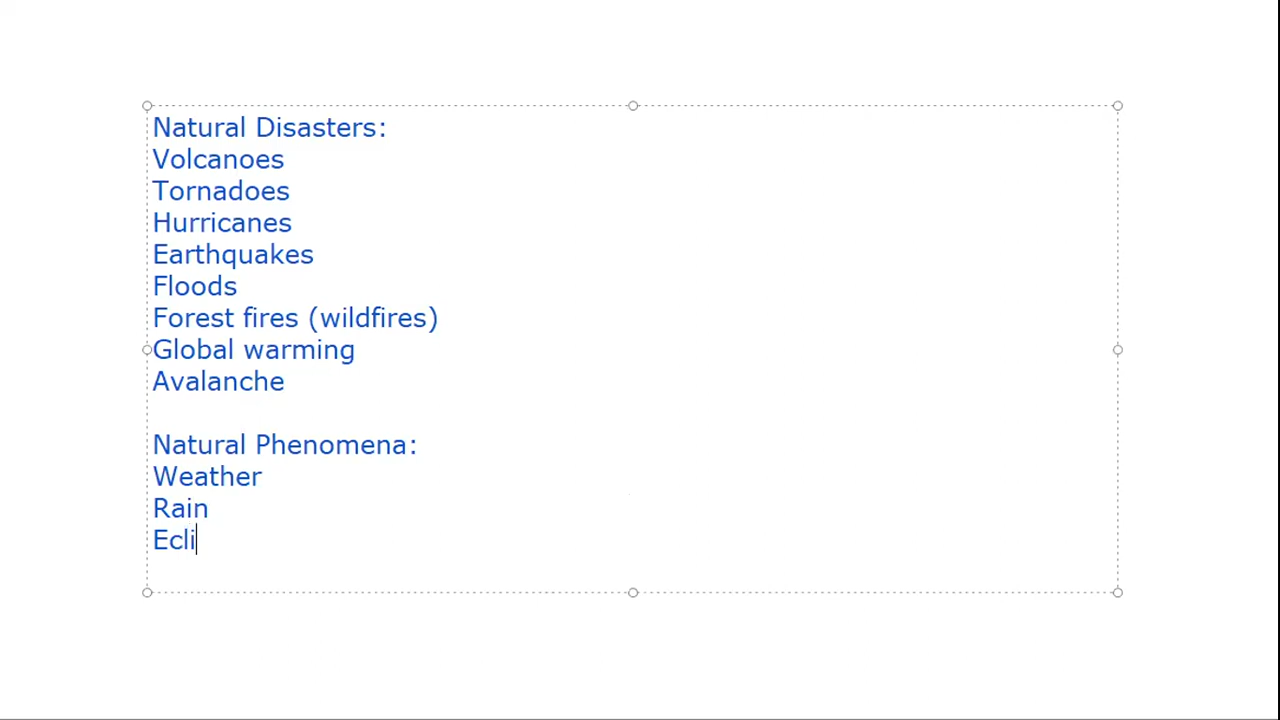 Natural Disasters:
Volcanoes
Tornadoes
Hurricanes
Earthquakes
Floods
Forest fires (wildfires)
Global warming
Avalanche
Natural Phenomena:
Weather
Rain
Ecli